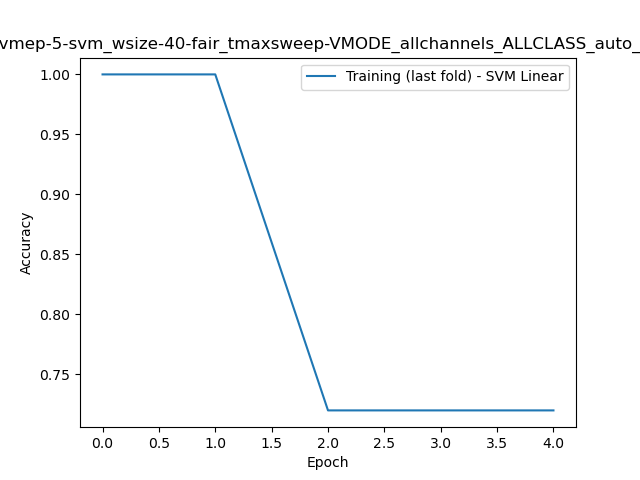 vmep-5-svm_wsize-40-fair_tmaxsweep-VMODE_allchannels_ALLCLASS_auto_
Training (last fold) - SVM Linear
Accuracy
1.00
0.95
0.90
0.85
0.80
0.75
0.0 0.5 1.0 1.5 2.0 2.5 3.0 3.5 4.0
Epoch